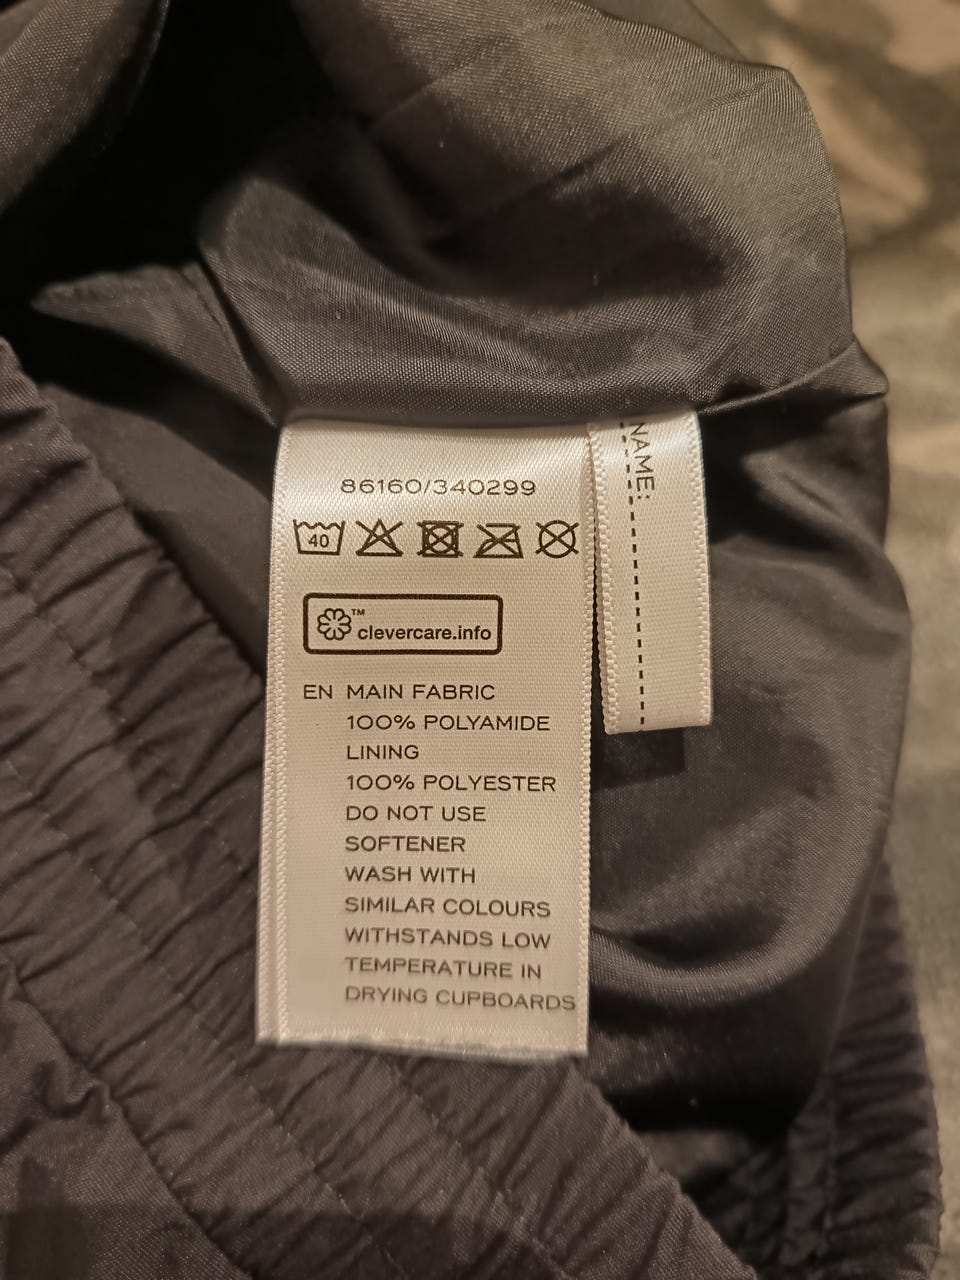 86160/340299
40
™
clevercare.info
EN MAIN FABRIC
100% POLYAMIDE
LINING
100% POLYESTER
DO NOT USE
SOFTENER
WASH WITH
SIMILAR COLOURS
WITHSTANDS LOW
TEMPERATURE IN
DRYING CUPBOARDS
NAME: